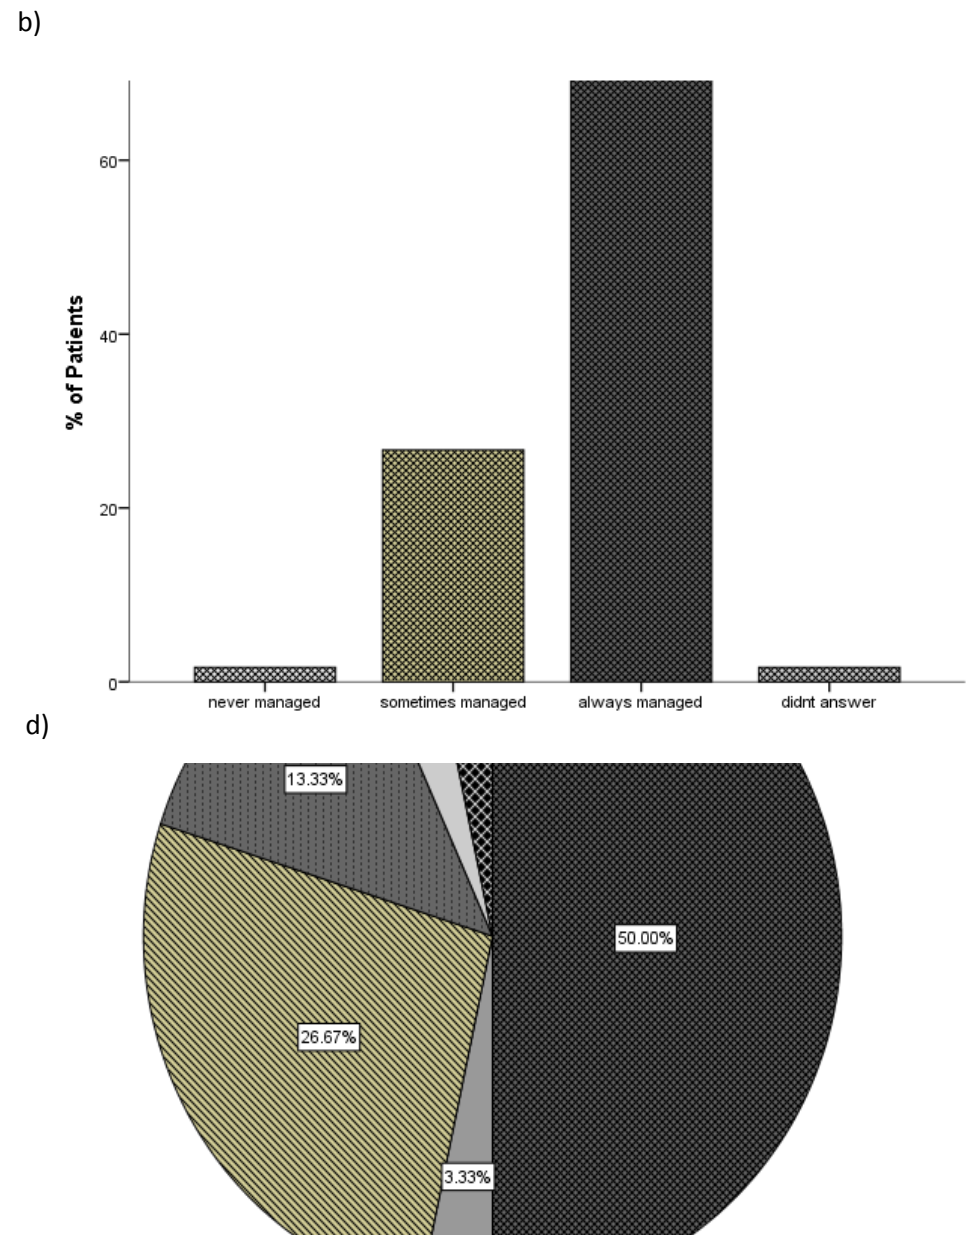 b)
60
40
20
0
% of Patients
never managed
sometimes managed
always managed
didnt answer
d)
13.33%
50.00%
26.67%
3.33%